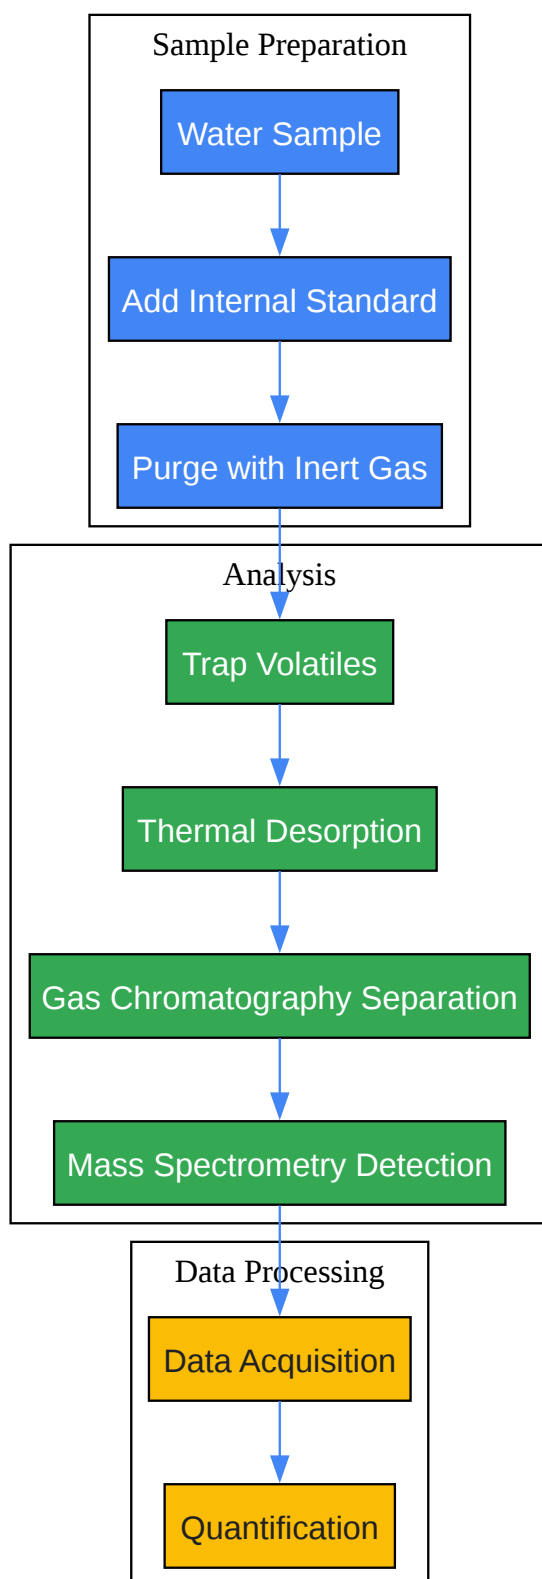 Sample Preparation
Water Sample
Add Internal Standard
Purge with Inert Gas
Analysis
Trap Volatiles
Thermal Desorption
Gas Chromatography Separation
Mass Spectrometry Detection
Data Processing
Data Acquisition
Quantification